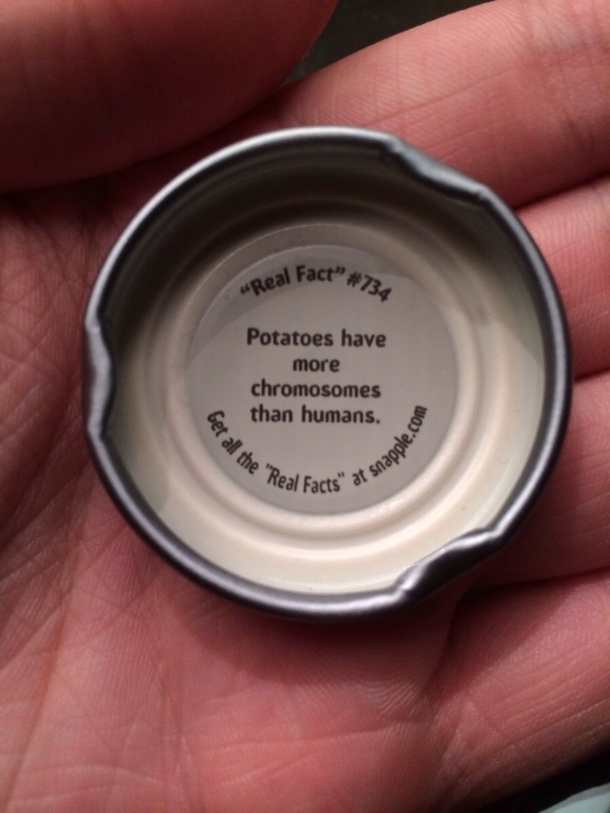 "Real Fact" #734
Potatoes have
more
chromosomes
than humans.
Get all the "Real Facts" at snapple.com